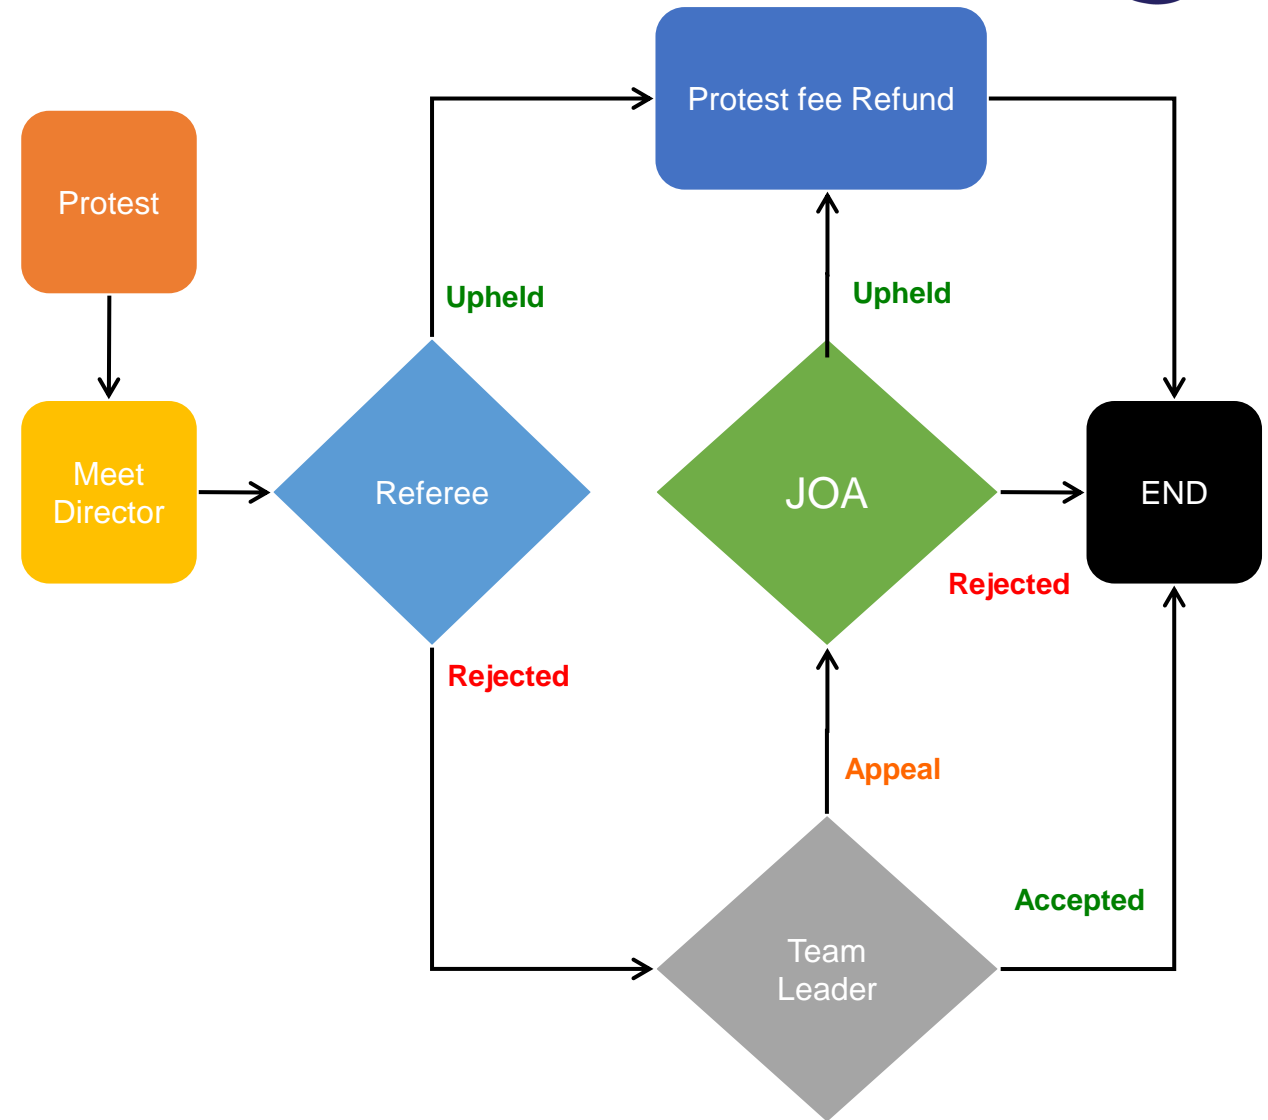 Protest fee Refund
Protest
Upheld
Upheld
Meet
Director
Referee
JOA
END
Rejected
Rejected
Appeal
Accepted
Team
Leader